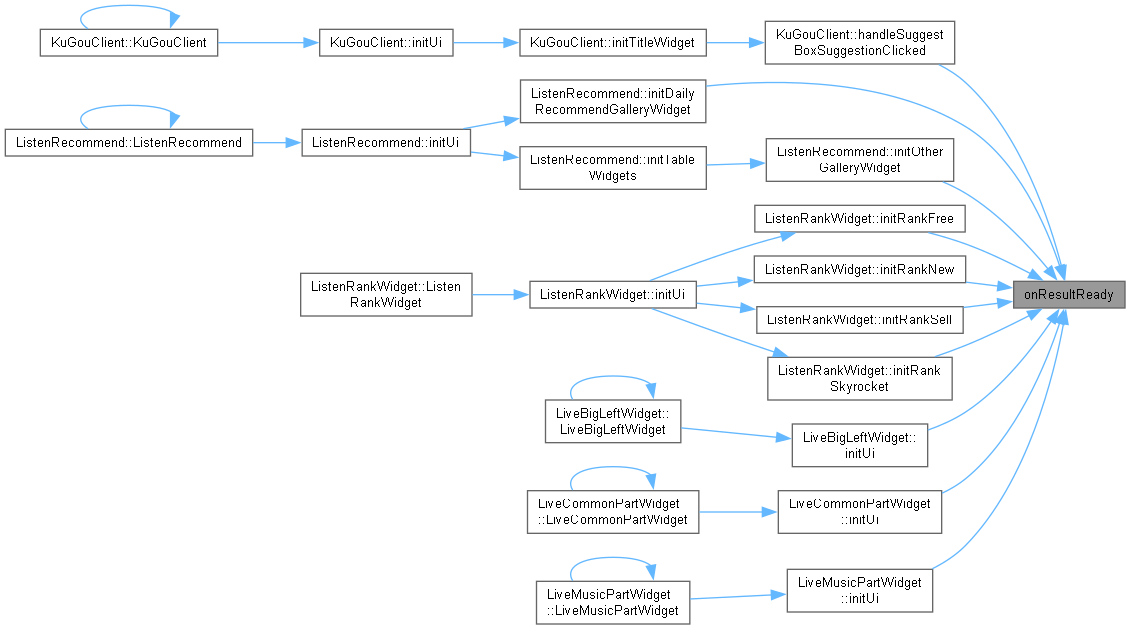 KuGouClient::KuGouClient
KuGouClient::initUi
KuGouClient::initTitleWidget
KuGouClient::handleSuggest
BoxSuggestionClicked
ListenRecommend::ListenRecommend
ListenRecommend::initUi
ListenRecommend::initDaily
RecommendGalleryWidget
ListenRecommend::initTable
Widgets
ListenRecommend::initOther
GalleryWidget
ListenRankWidget::initRankFree
ListenRankWidget::initRankNew
ListenRankWidget::Listen
RankWidget
ListenRankWidget::initUi
onResultReady
ListenRankWidget::initRankSell
ListenRankWidget::initRank
Skyrocket
LiveBigLeftWidget::
LiveBigLeftWidget
LiveBigLeftWidget::
initUi
LiveCommonPartWidget
::LiveCommonPartWidget
LiveCommonPartWidget
::initUi
LiveMusicPartWidget
::LiveMusicPartWidget
LiveMusicPartWidget
::initUi